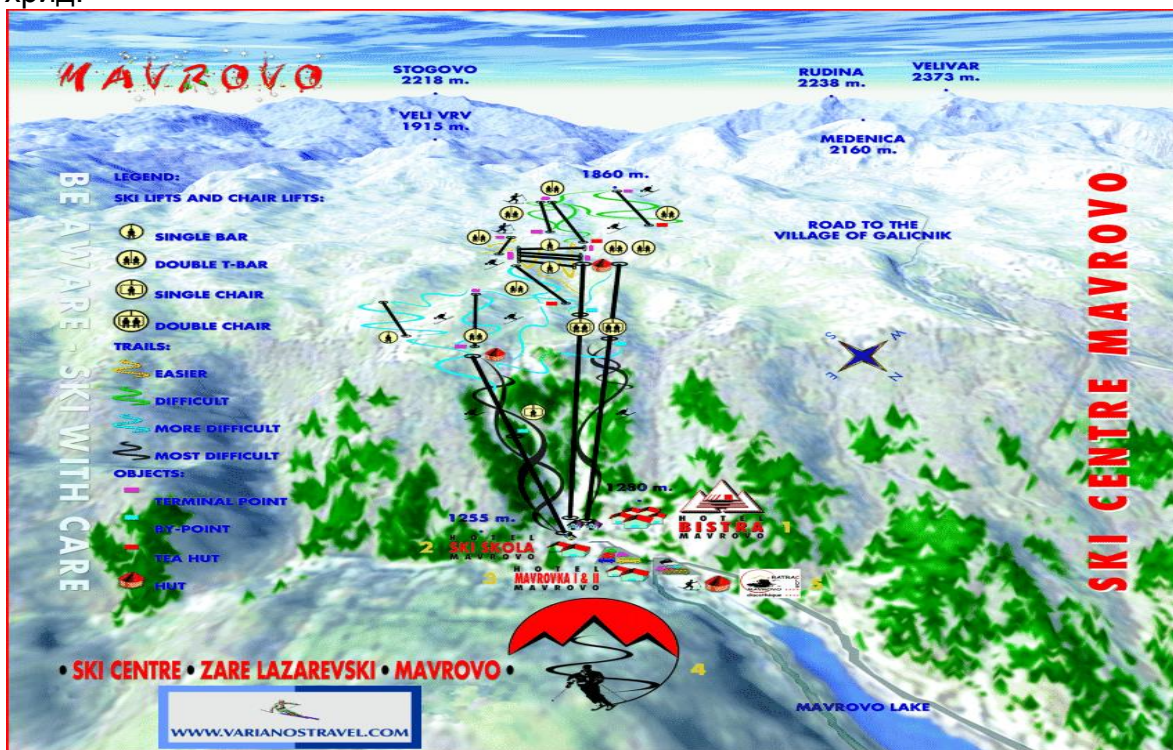 хрид.
MAVROVO
STOGOVO
2218 m.
VELI VRV
1915 m.
RUDINA
2238 m.
VELIVAR
2373 m.
MEDENICA
2160 m.
1860 m.
ROAD TO THE
VILLAGE OF GALICNIK
BE AWARE - SKI WITH CARE
LEGEND:
SKI LIFTS AND CHAIR LIFTS:
SINGLE BAR
DOUBLE T-BAR
SINGLE CHAIR
DOUBLE CHAIR
TRAILS:
EASIER
DIFFICULT
MORE DIFFICULT
MOST DIFFICULT
OBJECTS:
TERMINAL POINT
BY-POINT
TEA HUT
HUT
SKI CENTRE MAVROVO
S
W
E
N
1280 m.
1255 m.
HOTEL
BISTRA
MAVROVO
1
2
HOTEL
SKI SKOLA
MAVROVO
3
HOTEL
MAVROVKA I & II
MAVROVO
MAVROVO
5
4
• SKI CENTRE • ZARE LAZAREVSKI • MAVROVO •
WWW.VARIANOSTRAVEL.COM
MAVROVO LAKE